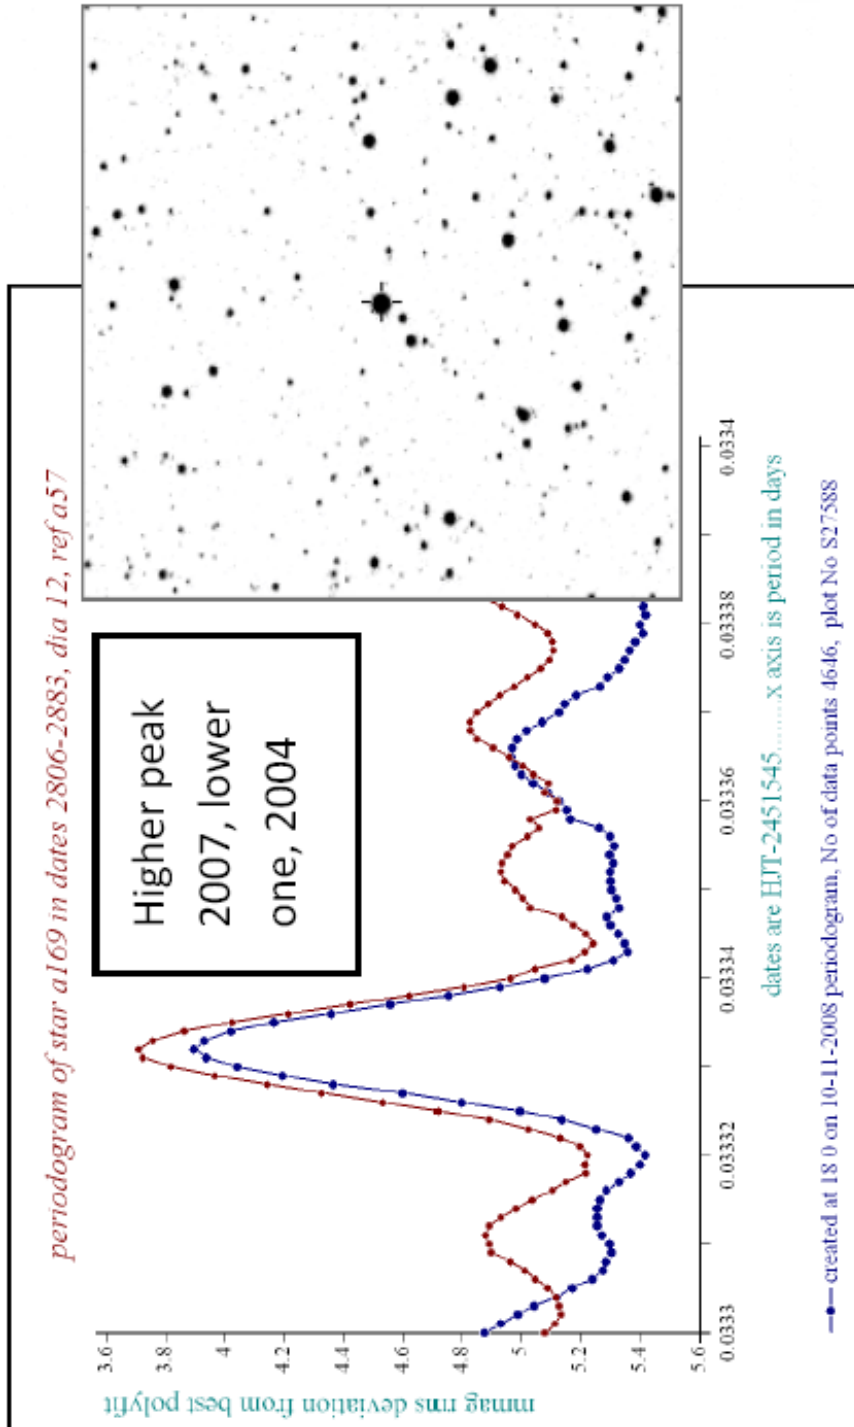 periodogram of star a169 in dates 2806-2883, dia 12, ref a57
Higher peak
2007, lower
one, 2004
mmag rms deviation from best polyfit
3.6
3.8
4
4.2
4.4
4.6
4.8
5
5.2
5.4
5.6
0.0333
0.03332
0.03334
0.03336
0.03338
0.0334
dates are HJT-2451545.........x axis is period in days
created at 18 0 on 10-11-2008 periodogram, No of data points 4646, plot No S27588